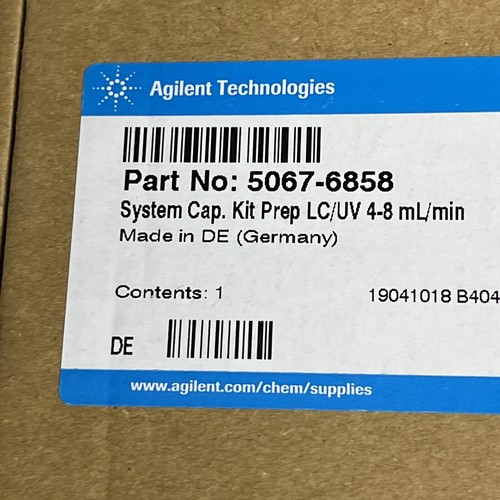 Agilent Technologies
Part No: 5067-6858
System Cap. Kit Prep LC/UV 4-8 mL/min
Made in DE (Germany)
Contents: 1
19041018 B404
DE
www.agilent.com/chem/supplies